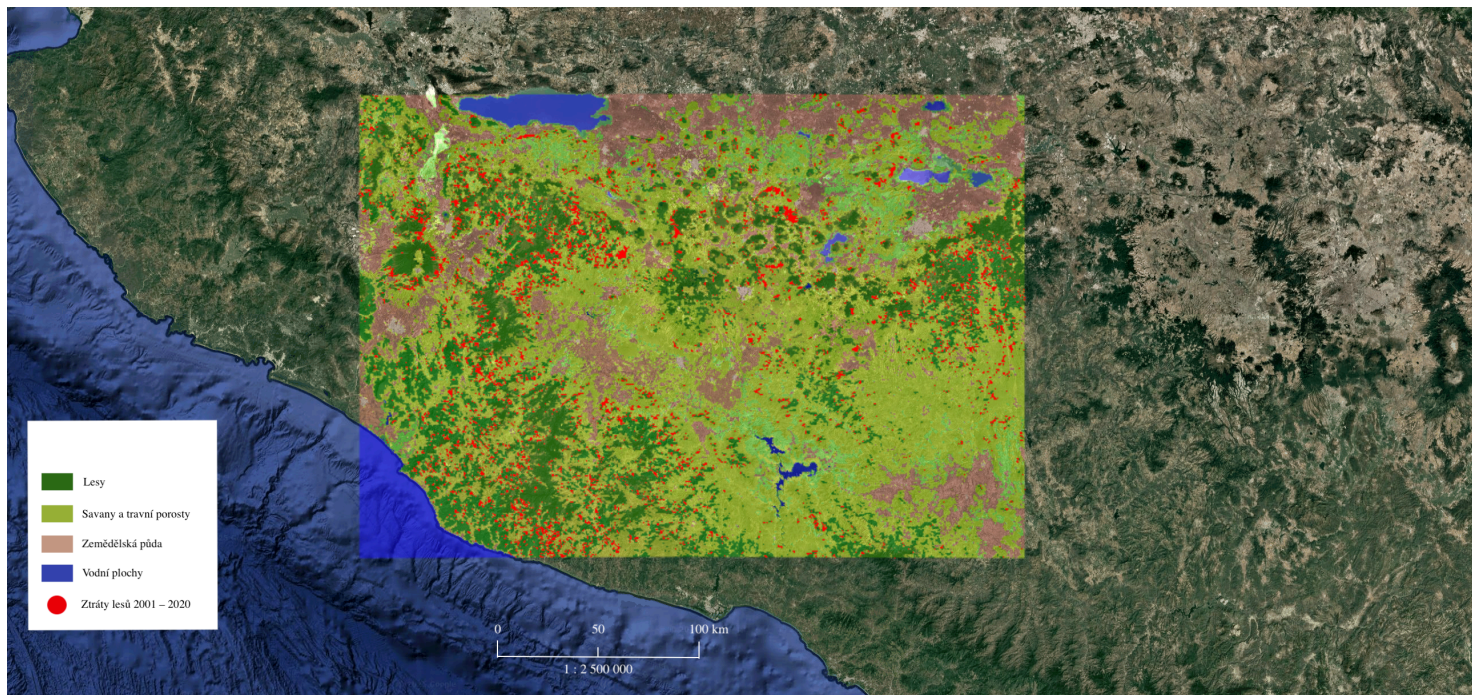 Lesy
Savany a travní porosty
Zemědělská půda
Vodní plochy
Ztráty lesů 2001 – 2020
0 50 100 km
1 : 2 500 000